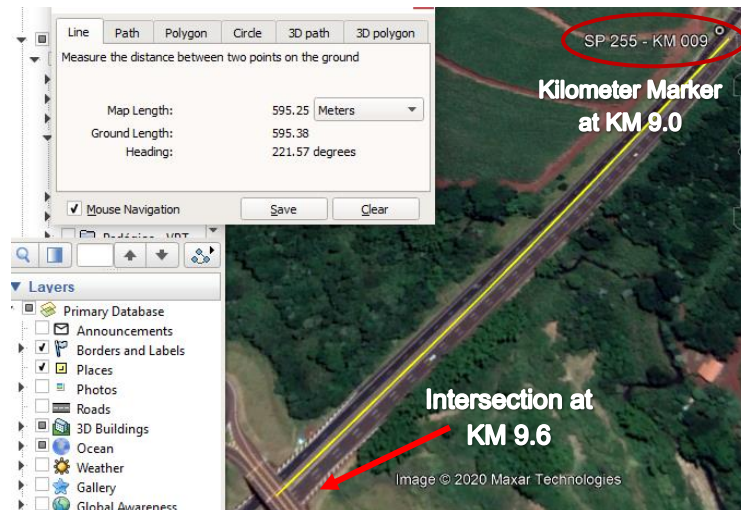 Line Path Polygon Circle 3D path 3D polygon
Measure the distance between two points on the ground
Map Length: 595.25 Meters
Ground Length: 595.38
Heading: 221.57 degrees
Mouse Navigation Save Clear
Layers
Primary Database
Announcements
Borders and Labels
Places
Photos
Roads
3D Buildings
Ocean
Weather
Gallery
Global Awareness
SP 255 - KM 009
Kilometer Marker
at KM 9.0
Intersection at
KM 9.6
Image © 2020 Maxar Technologies